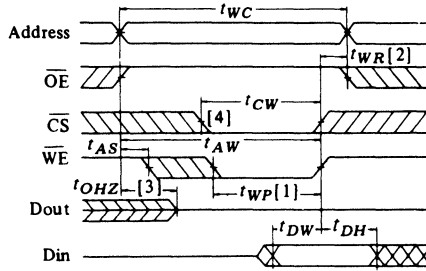 tWC
Address
tWR[2]
OE
tCW
CS
[4]
tAS
tAW
WE
tOHZ
[3]
tWP[1]
Dout
tDW
tDH
Din